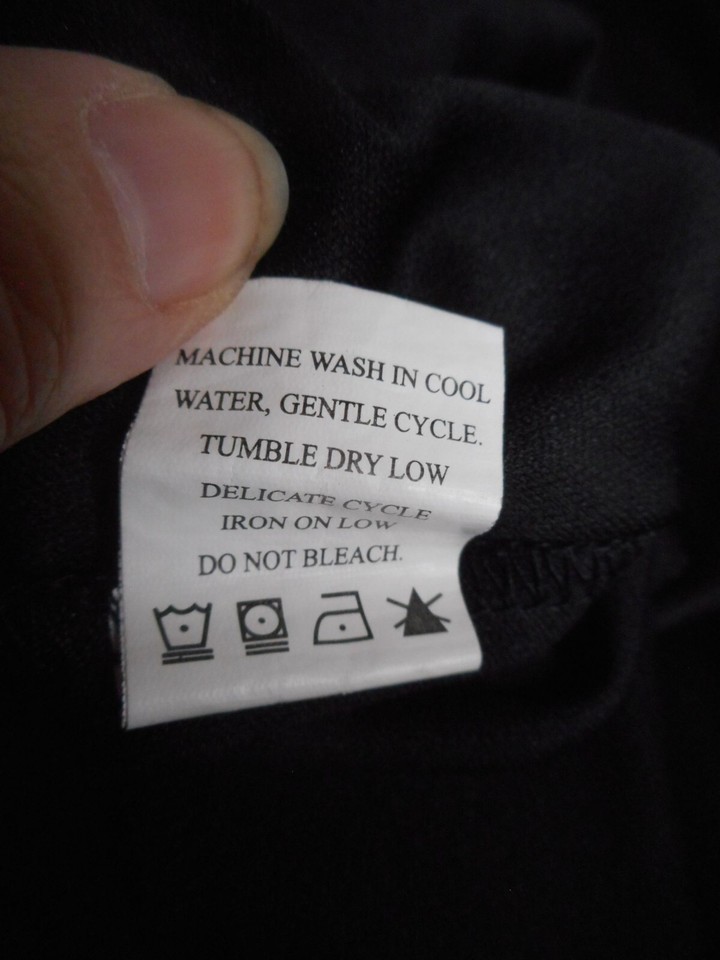 MACHINE WASH IN COOL
WATER, GENTLE CYCLE.
TUMBLE DRY LOW
DELICATE CYCLE
IRON ON LOW
DO NOT BLEACH.